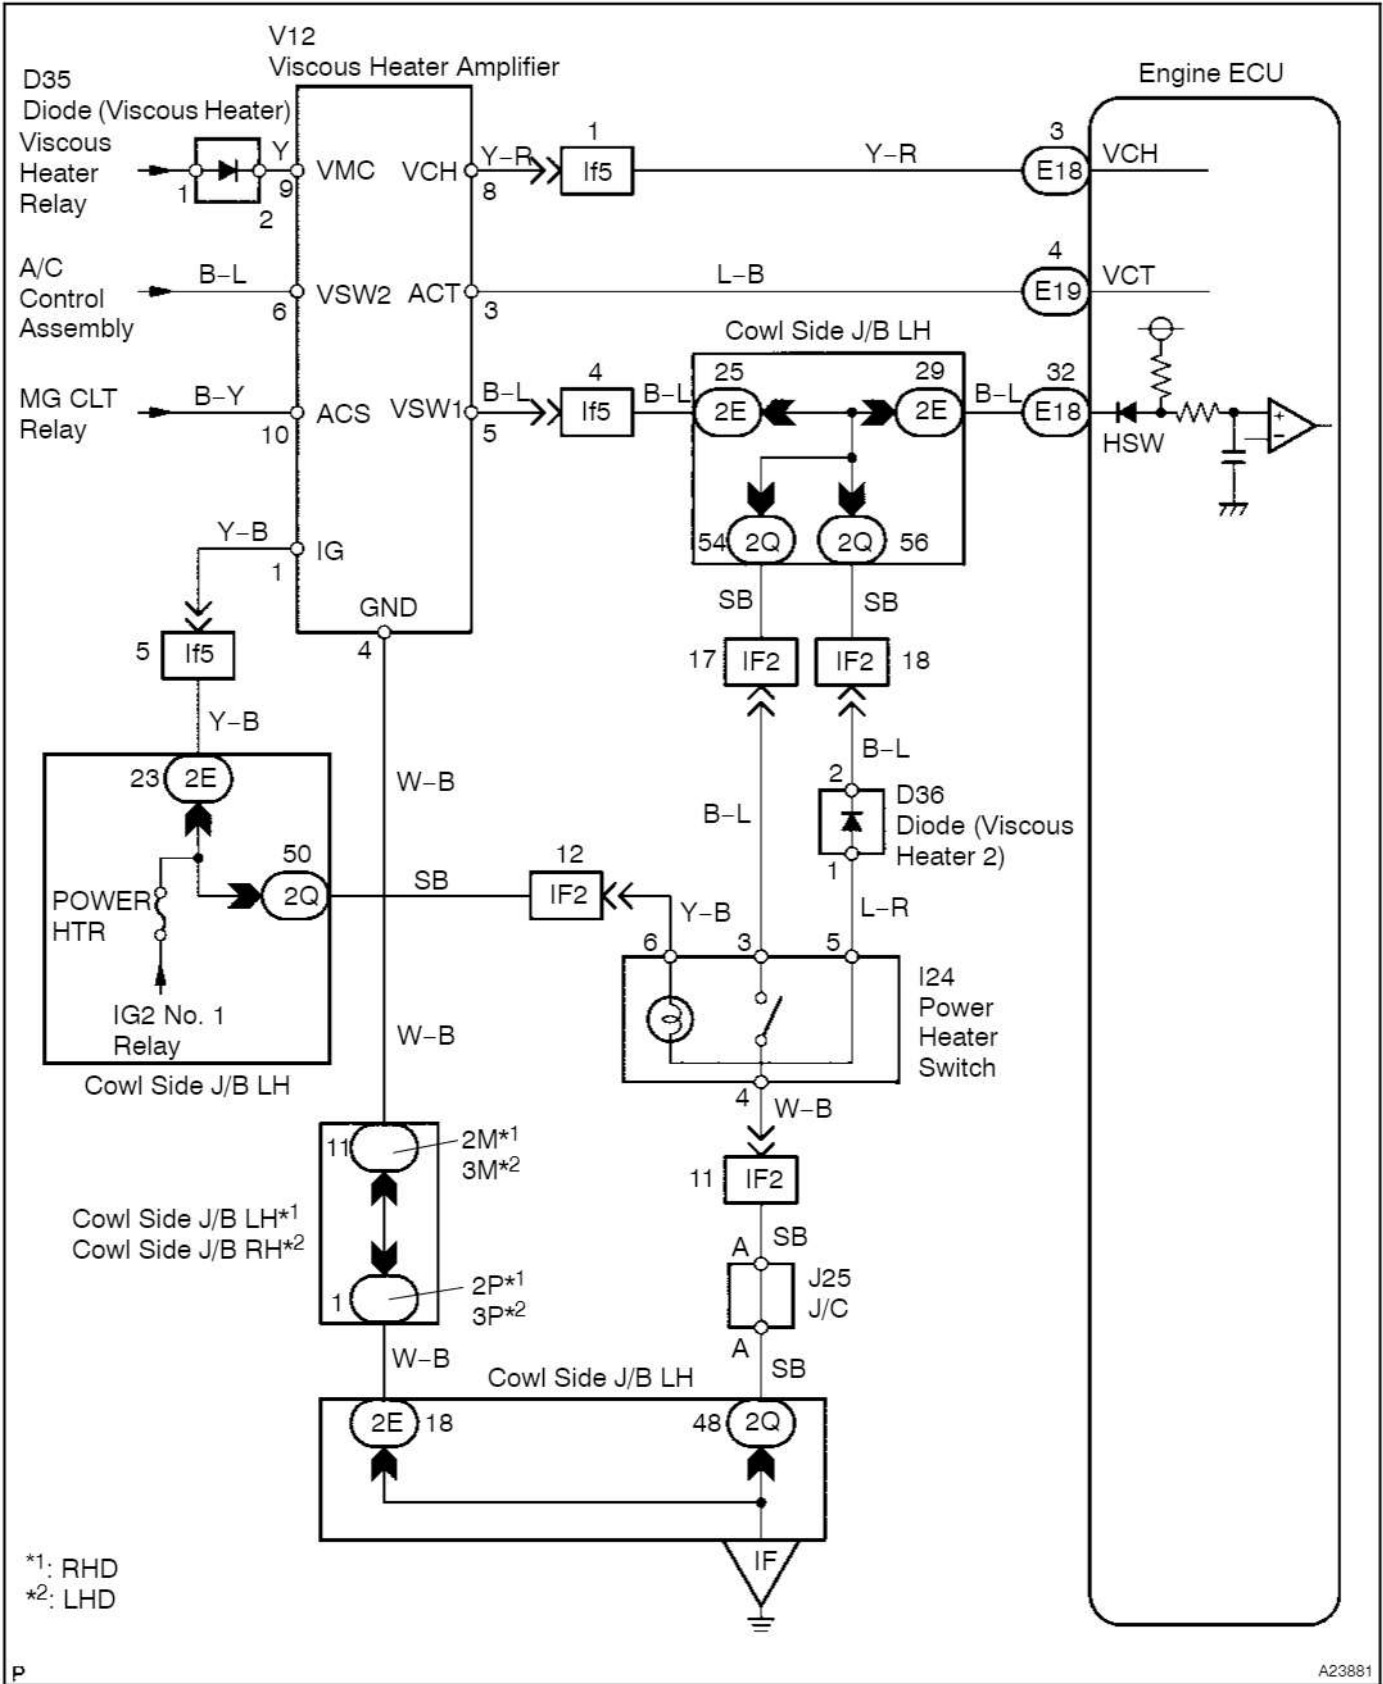 V12
Viscous Heater Amplifier
D35
Diode (Viscous Heater)
Viscous
Heater
Relay
1
2
Y
9
VMC
VCH
8
Y–R
1
If5
Y–R
3
E18
Engine ECU
VCH
A/C
Control
Assembly
B–L
6
VSW2
ACT
3
L–B
4
E19
VCT
MG CLT
Relay
B–Y
10
ACS
VSW1
5
B–L
4
If5
B–L
Cowl Side J/B LH
25
2E
29
2E
B–L
32
E18
HSW
+
–
54
2Q
2Q
56
Y–B
1
IG
GND
4
5
If5
Y–B
SB
SB
17
IF2
IF2
18
B–L
B–L
2
1
D36
Diode (Viscous
Heater 2)
L–R
23
2E
50
2Q
POWER
HTR
IG2 No. 1
Relay
Cowl Side J/B LH
W–B
SB
12
IF2
Y–B
6
3
5
4
I24
Power
Heater
Switch
W–B
W–B
11
IF2
SB
A
J25
J/C
A
SB
11
2M*1
3M*2
Cowl Side J/B LH*1
Cowl Side J/B RH*2
1
2P*1
3P*2
W–B
Cowl Side J/B LH
2E
18
48
2Q
IF
*1: RHD
*2: LHD
P
A23881